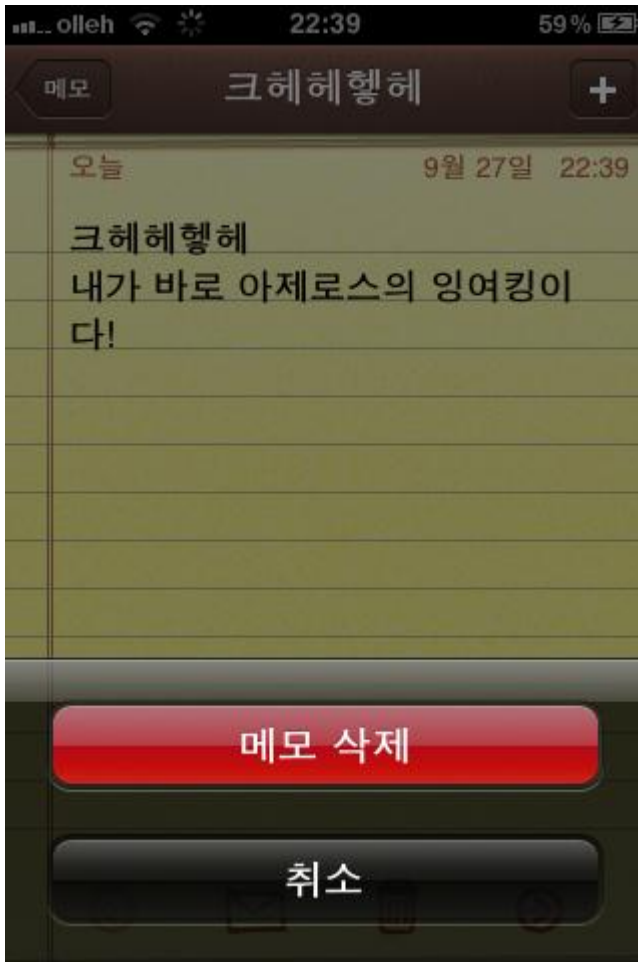 olleh 22:39 59%
메모 크헤헤헿헤 +
오늘 9월 27일 22:39
크헤헤헿헤
내가 바로 아제로스의 잉여킹이
다!
메모 삭제
취소